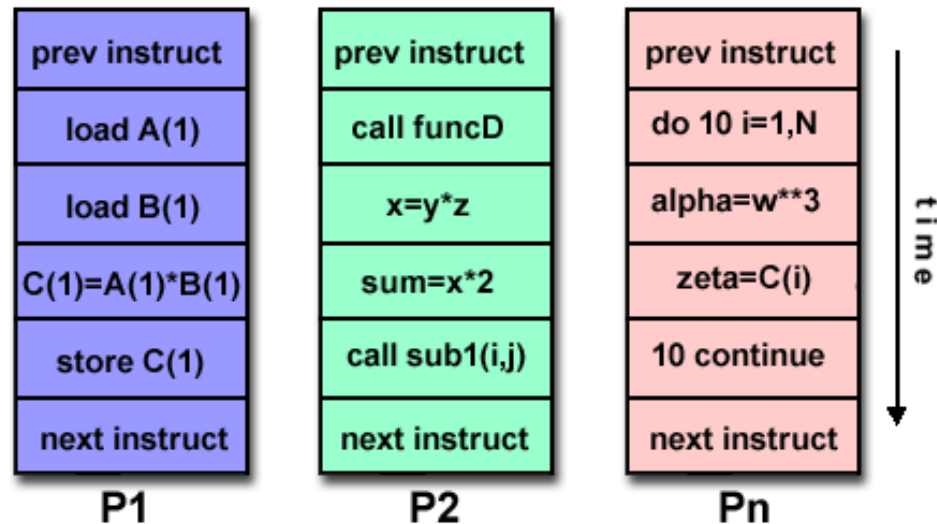 prev instruct
load A(1)
load B(1)
C(1)=A(1)*B(1)
store C(1)
next instruct
P1
prev instruct
call funcD
x=y*z
sum=x*2
call sub1(i,j)
next instruct
P2
prev instruct
do 10 i=1,N
alpha=w**3
zeta=C(i)
10 continue
next instruct
Pn
time